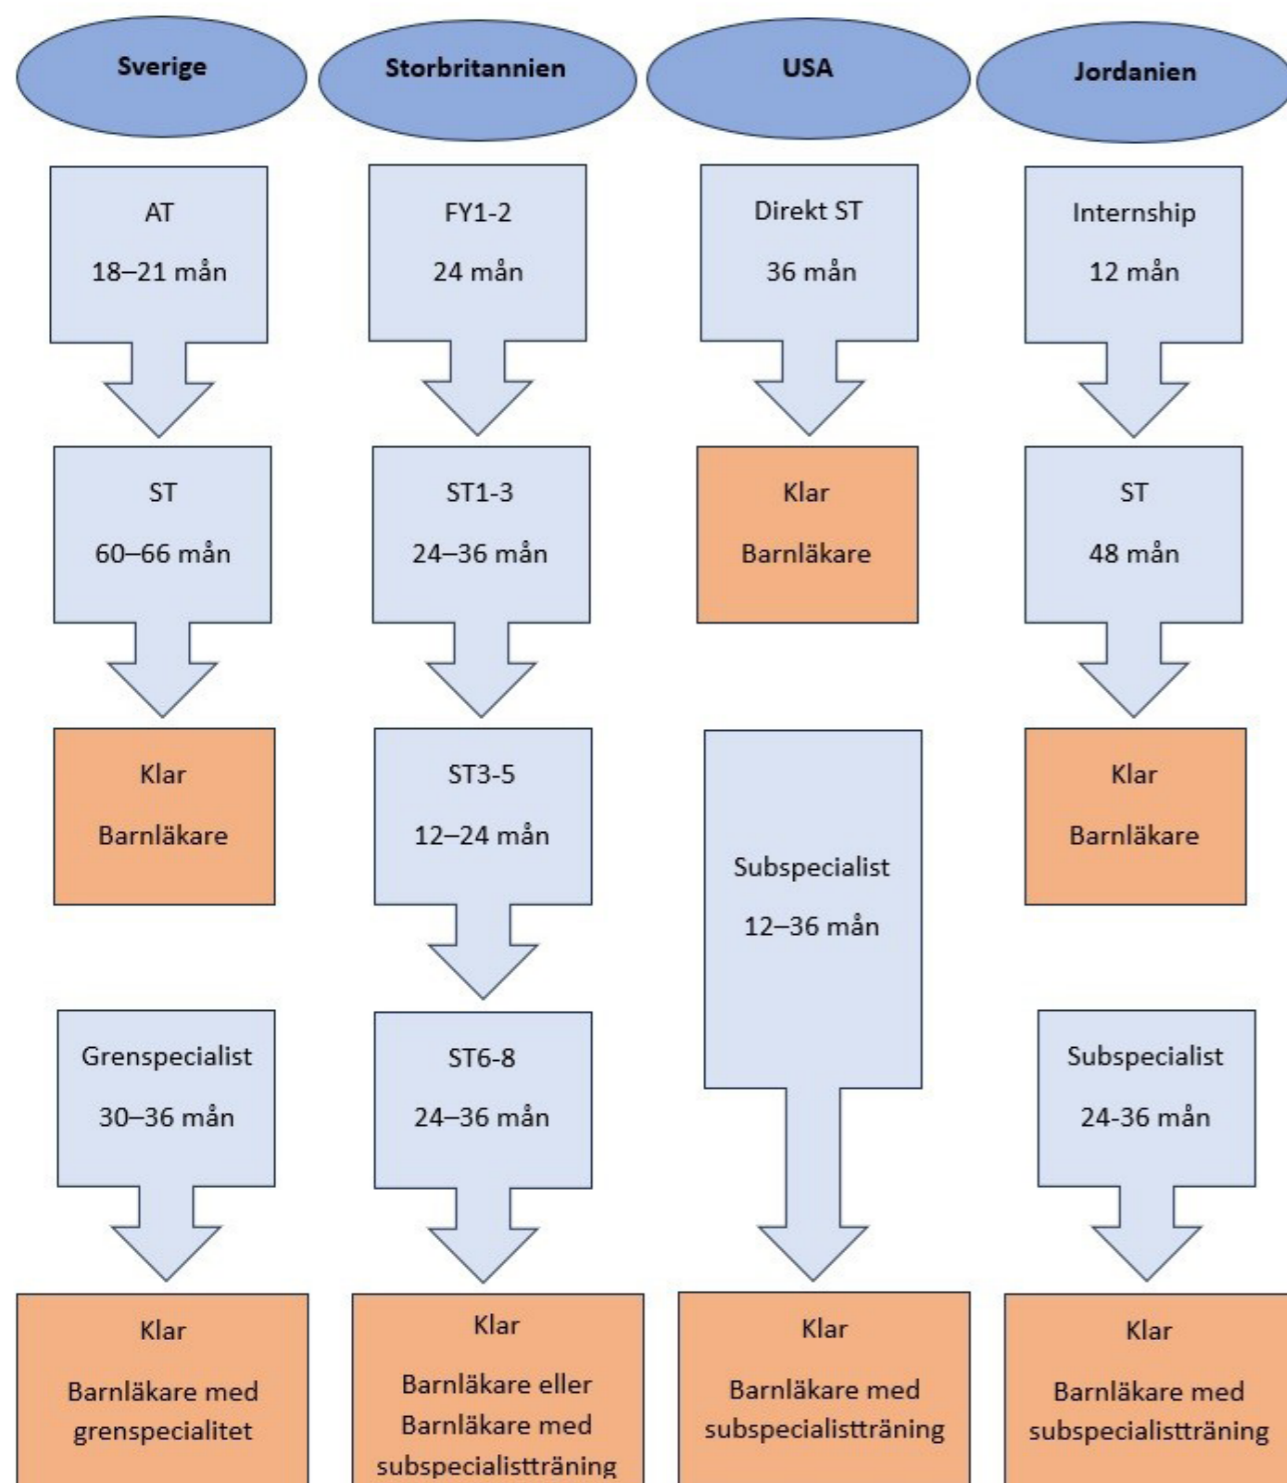 Sverige
AT
18–21 mån
ST
60–66 mån
Klar
Barnläkare
Grenspecialist
30–36 mån
Klar
Barnläkare med
grenspecialitet
Storbritannien
FY1-2
24 mån
ST1-3
24–36 mån
ST3-5
12–24 mån
ST6-8
24–36 mån
Klar
Barnläkare eller
Barnläkare med
subspecialistträning
USA
Direkt ST
36 mån
Klar
Barnläkare
Subspecialist
12–36 mån
Klar
Barnläkare med
subspecialistträning
Jordanien
Internship
12 mån
ST
48 mån
Klar
Barnläkare
Subspecialist
24-36 mån
Klar
Barnläkare med
subspecialistträning